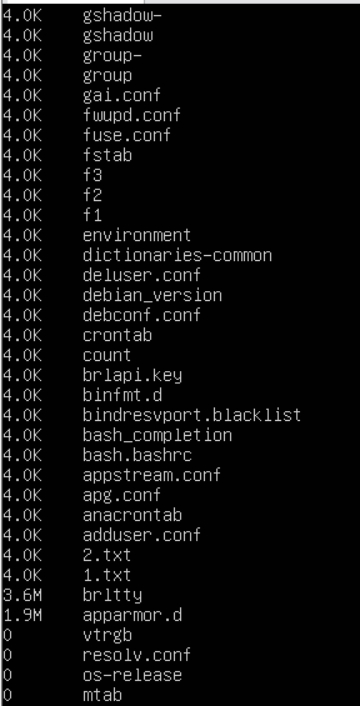 4.0K gshadow-
4.0K gshadow
4.0K group-
4.0K group
4.0K gai.conf
4.0K fwupd.conf
4.0K fuse.conf
4.0K fstab
4.0K f3
4.0K f2
4.0K f1
4.0K environment
4.0K dictionaries-common
4.0K deluser.conf
4.0K debian_version
4.0K debconf.conf
4.0K crontab
4.0K count
4.0K brlapi.key
4.0K binfmt.d
4.0K bindresvport.blacklist
4.0K bash_completion
4.0K bash.bashrc
4.0K appstream.conf
4.0K apg.conf
4.0K anacrontab
4.0K adduser.conf
4.0K 2.txt
4.0K 1.txt
3.6M brltty
1.9M apparmor.d
0 vtrgb
0 resolv.conf
0 os-release
0 mtab